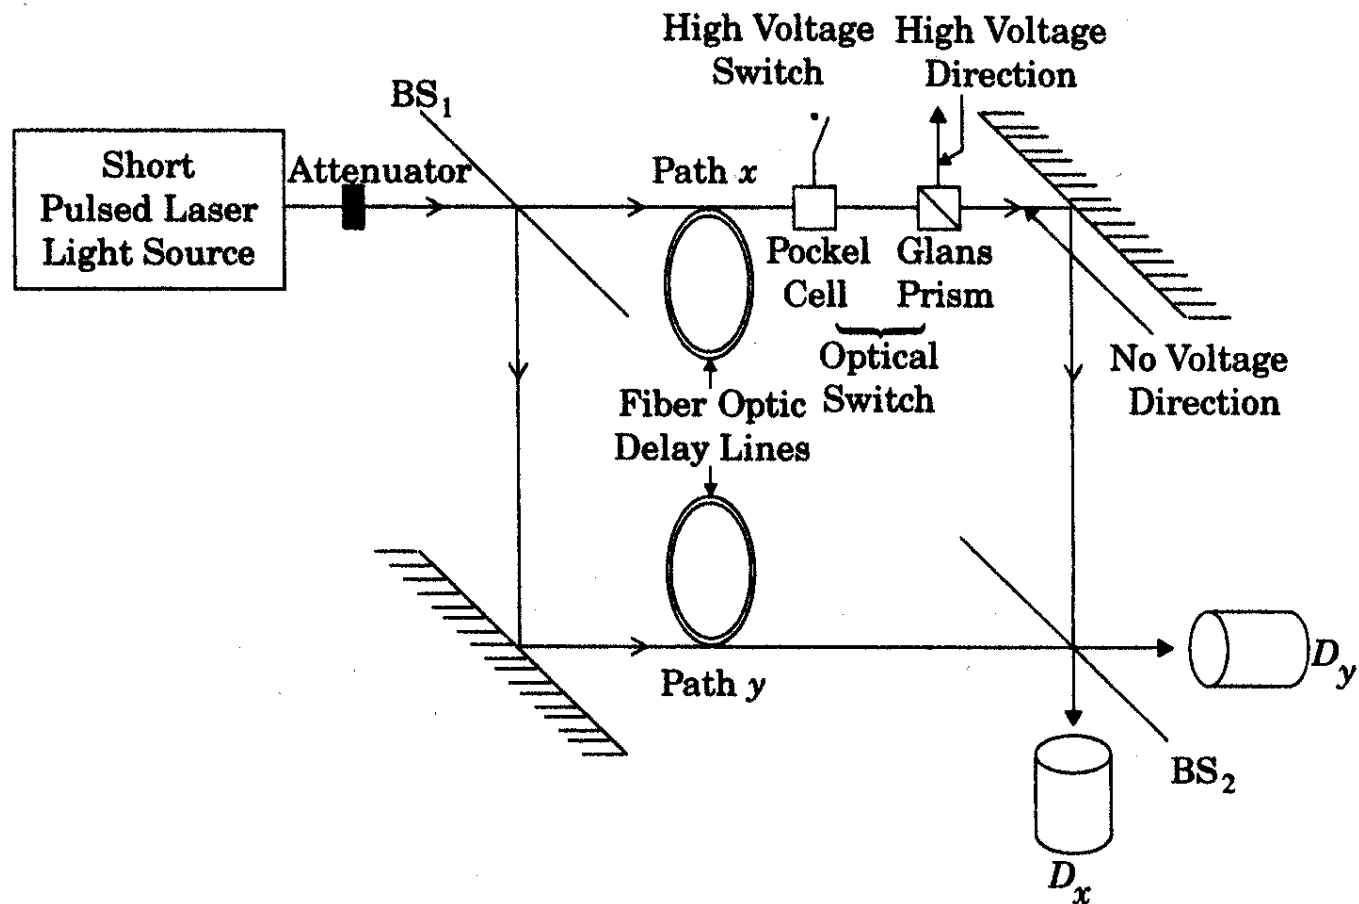 High Voltage
Switch
High Voltage
Direction
BS1
Short
Pulsed Laser
Light Source
Attenuator
Path x
Pockel
Cell
Glans
Prism
Optical
Switch
No Voltage
Direction
Fiber Optic
Delay Lines
Path y
Dy
BS2
Dx